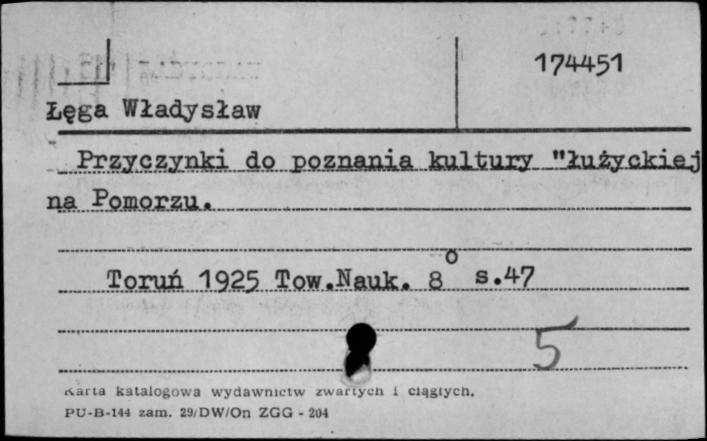 174451
Łęga Władysław
Przyczynki do poznania kultury "łużyckiej
na Pomorzu.
Toruń 1925 Tow.Nauk. 8° s.47
5
Karta katalogowa wydawnictw zwartych i ciągłych.
PU-B-144 zam. 29/DW/On ZGG - 204